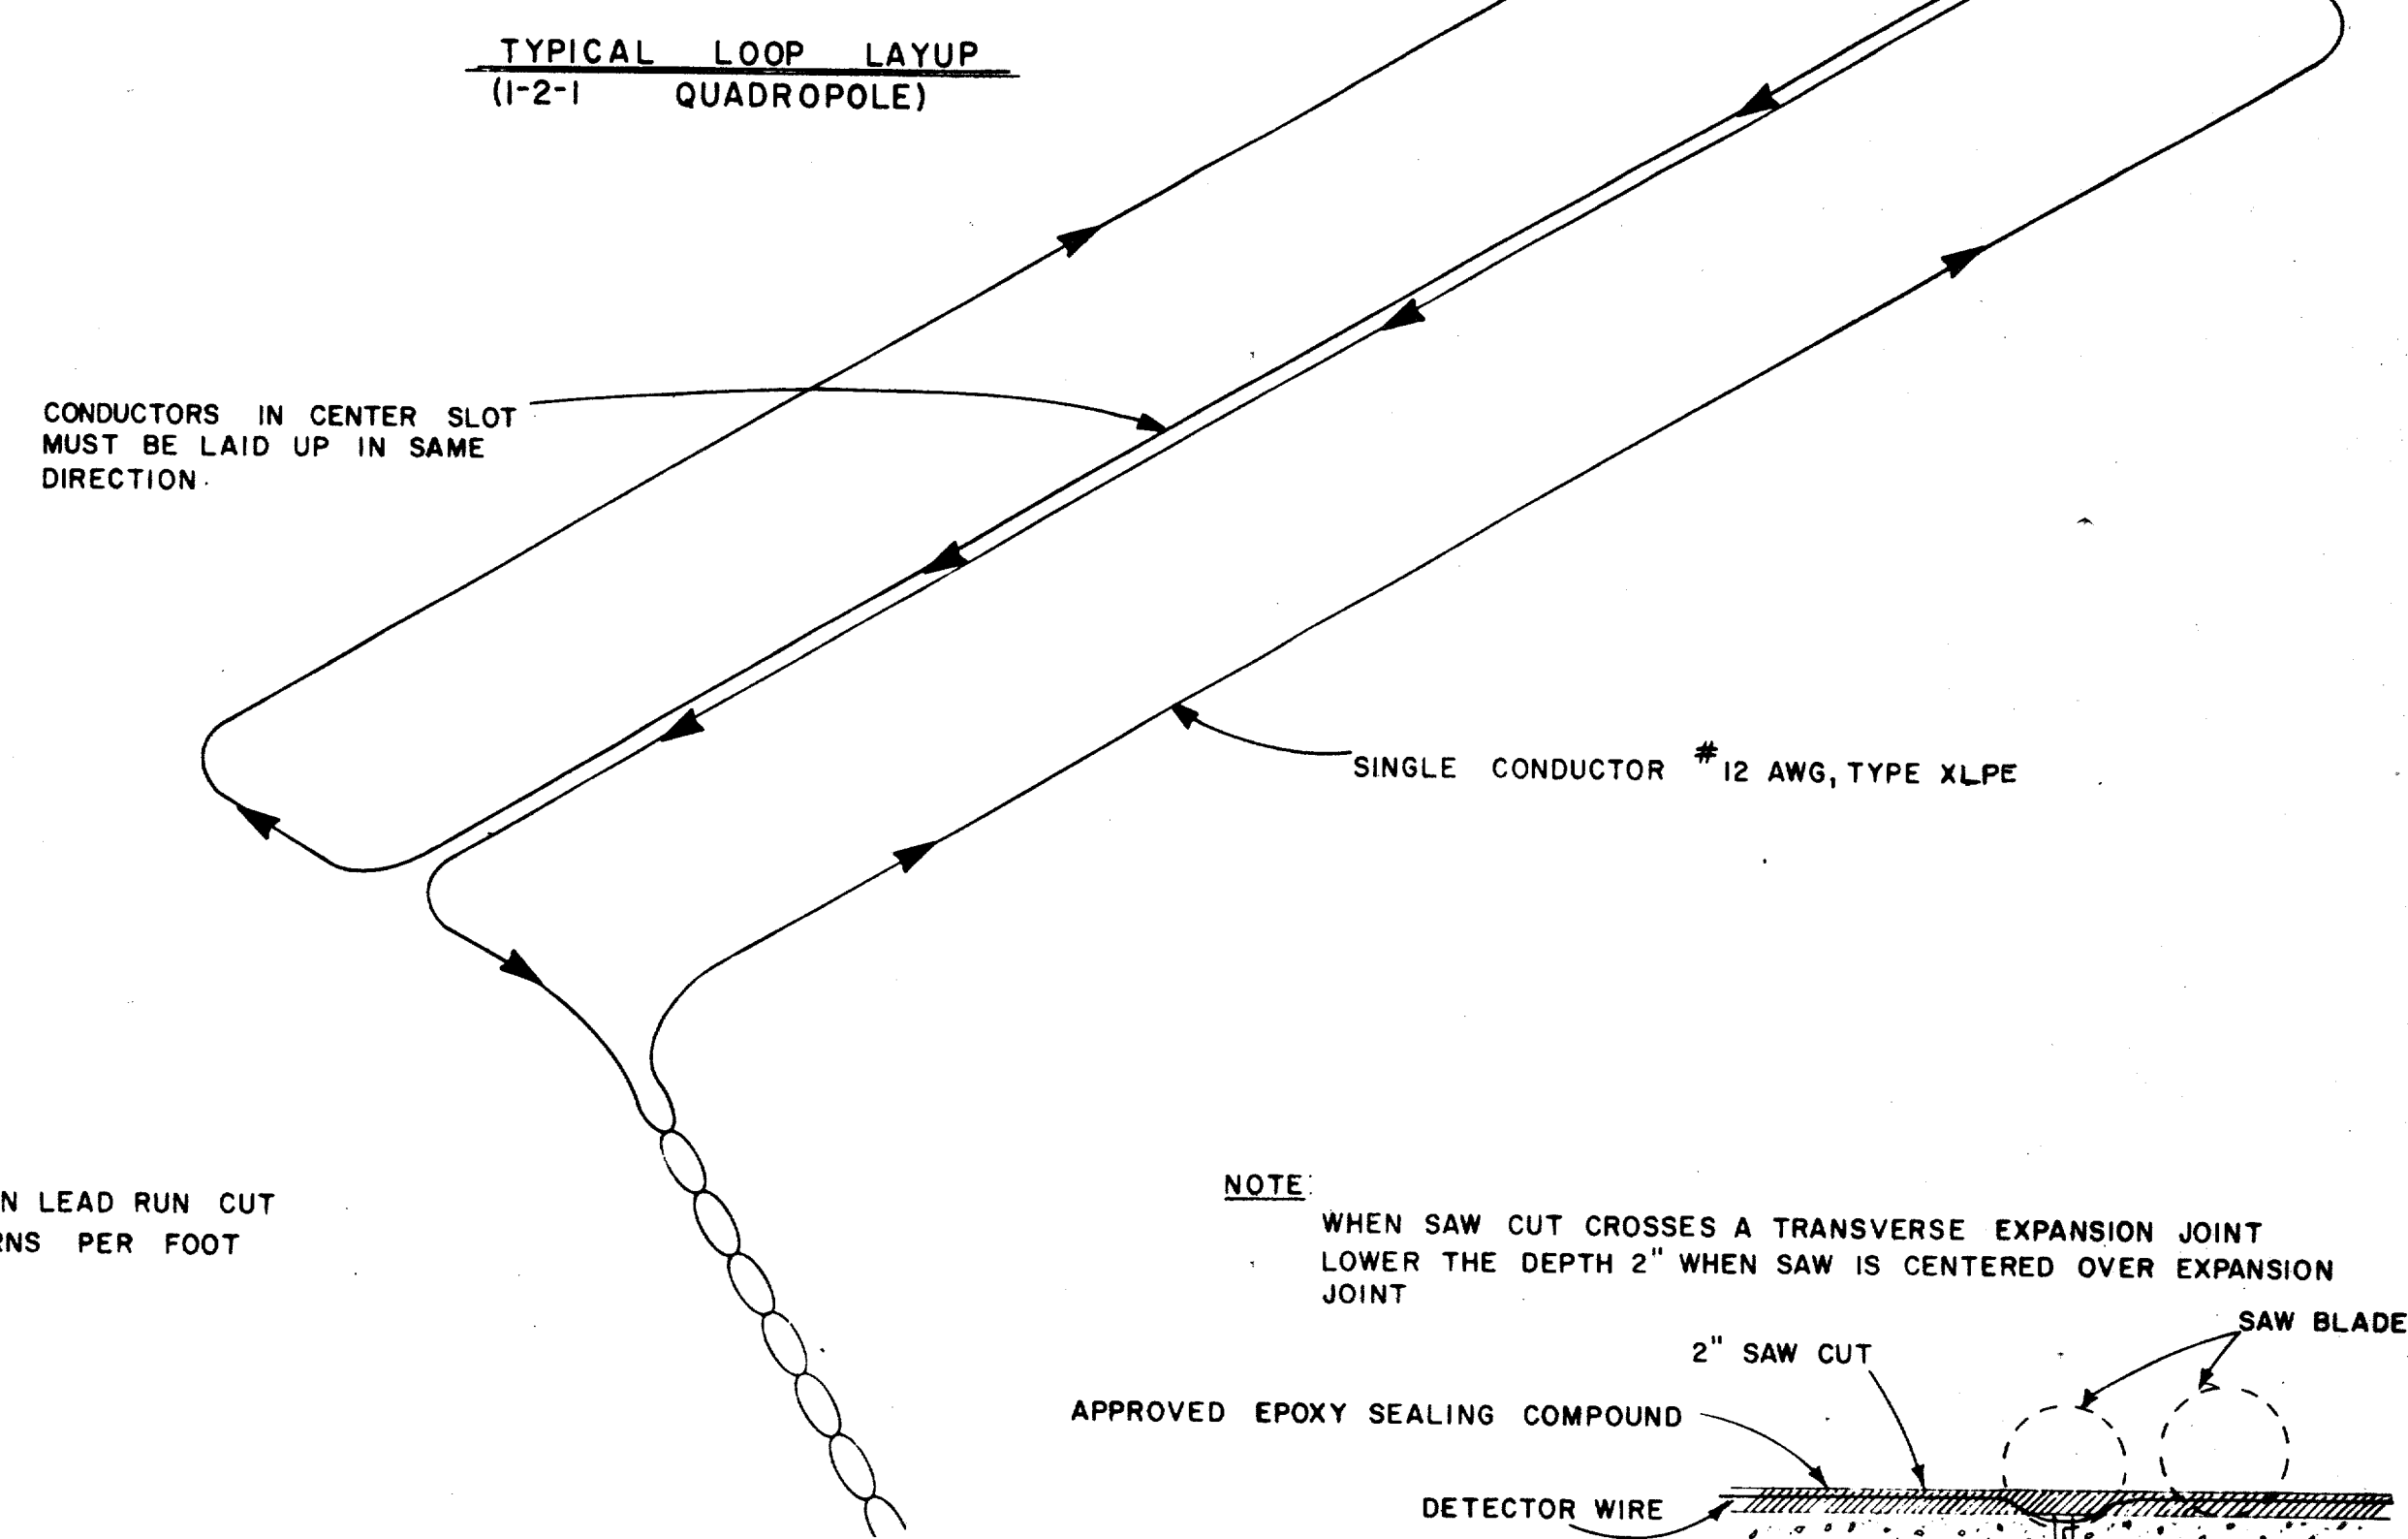 TYPICAL LOOP LAYUP
(1-2-1 QUADROPOLE)
CONDUCTORS IN CENTER SLOT
MUST BE LAID UP IN SAME
DIRECTION.
SINGLE CONDUCTOR #12 AWG, TYPE XLPE
N LEAD RUN CUT
RNS PER FOOT
NOTE:
WHEN SAW CUT CROSSES A TRANSVERSE EXPANSION JOINT
LOWER THE DEPTH 2" WHEN SAW IS CENTERED OVER EXPANSION
JOINT
SAW BLADE
2" SAW CUT
APPROVED EPOXY SEALING COMPOUND
DETECTOR WIRE